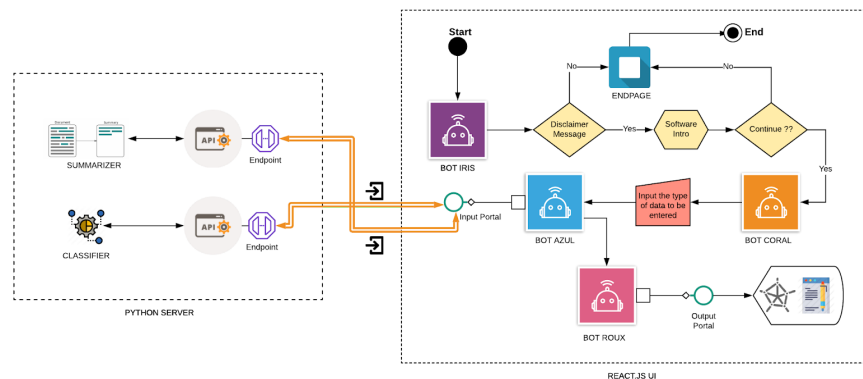 Start
End
No
No
ENDPAGE
Document
Summary
SUMMARIZER
API
Endpoint
BOT IRIS
Disclaimer
Message
Yes
Software
Intro
Continue ??
Yes
CLASSIFIER
API
Endpoint
Input Portal
BOT AZUL
Input the type
of data to be
entered
BOT CORAL
BOT ROUX
Output
Portal
PYTHON SERVER
REACT.JS UI